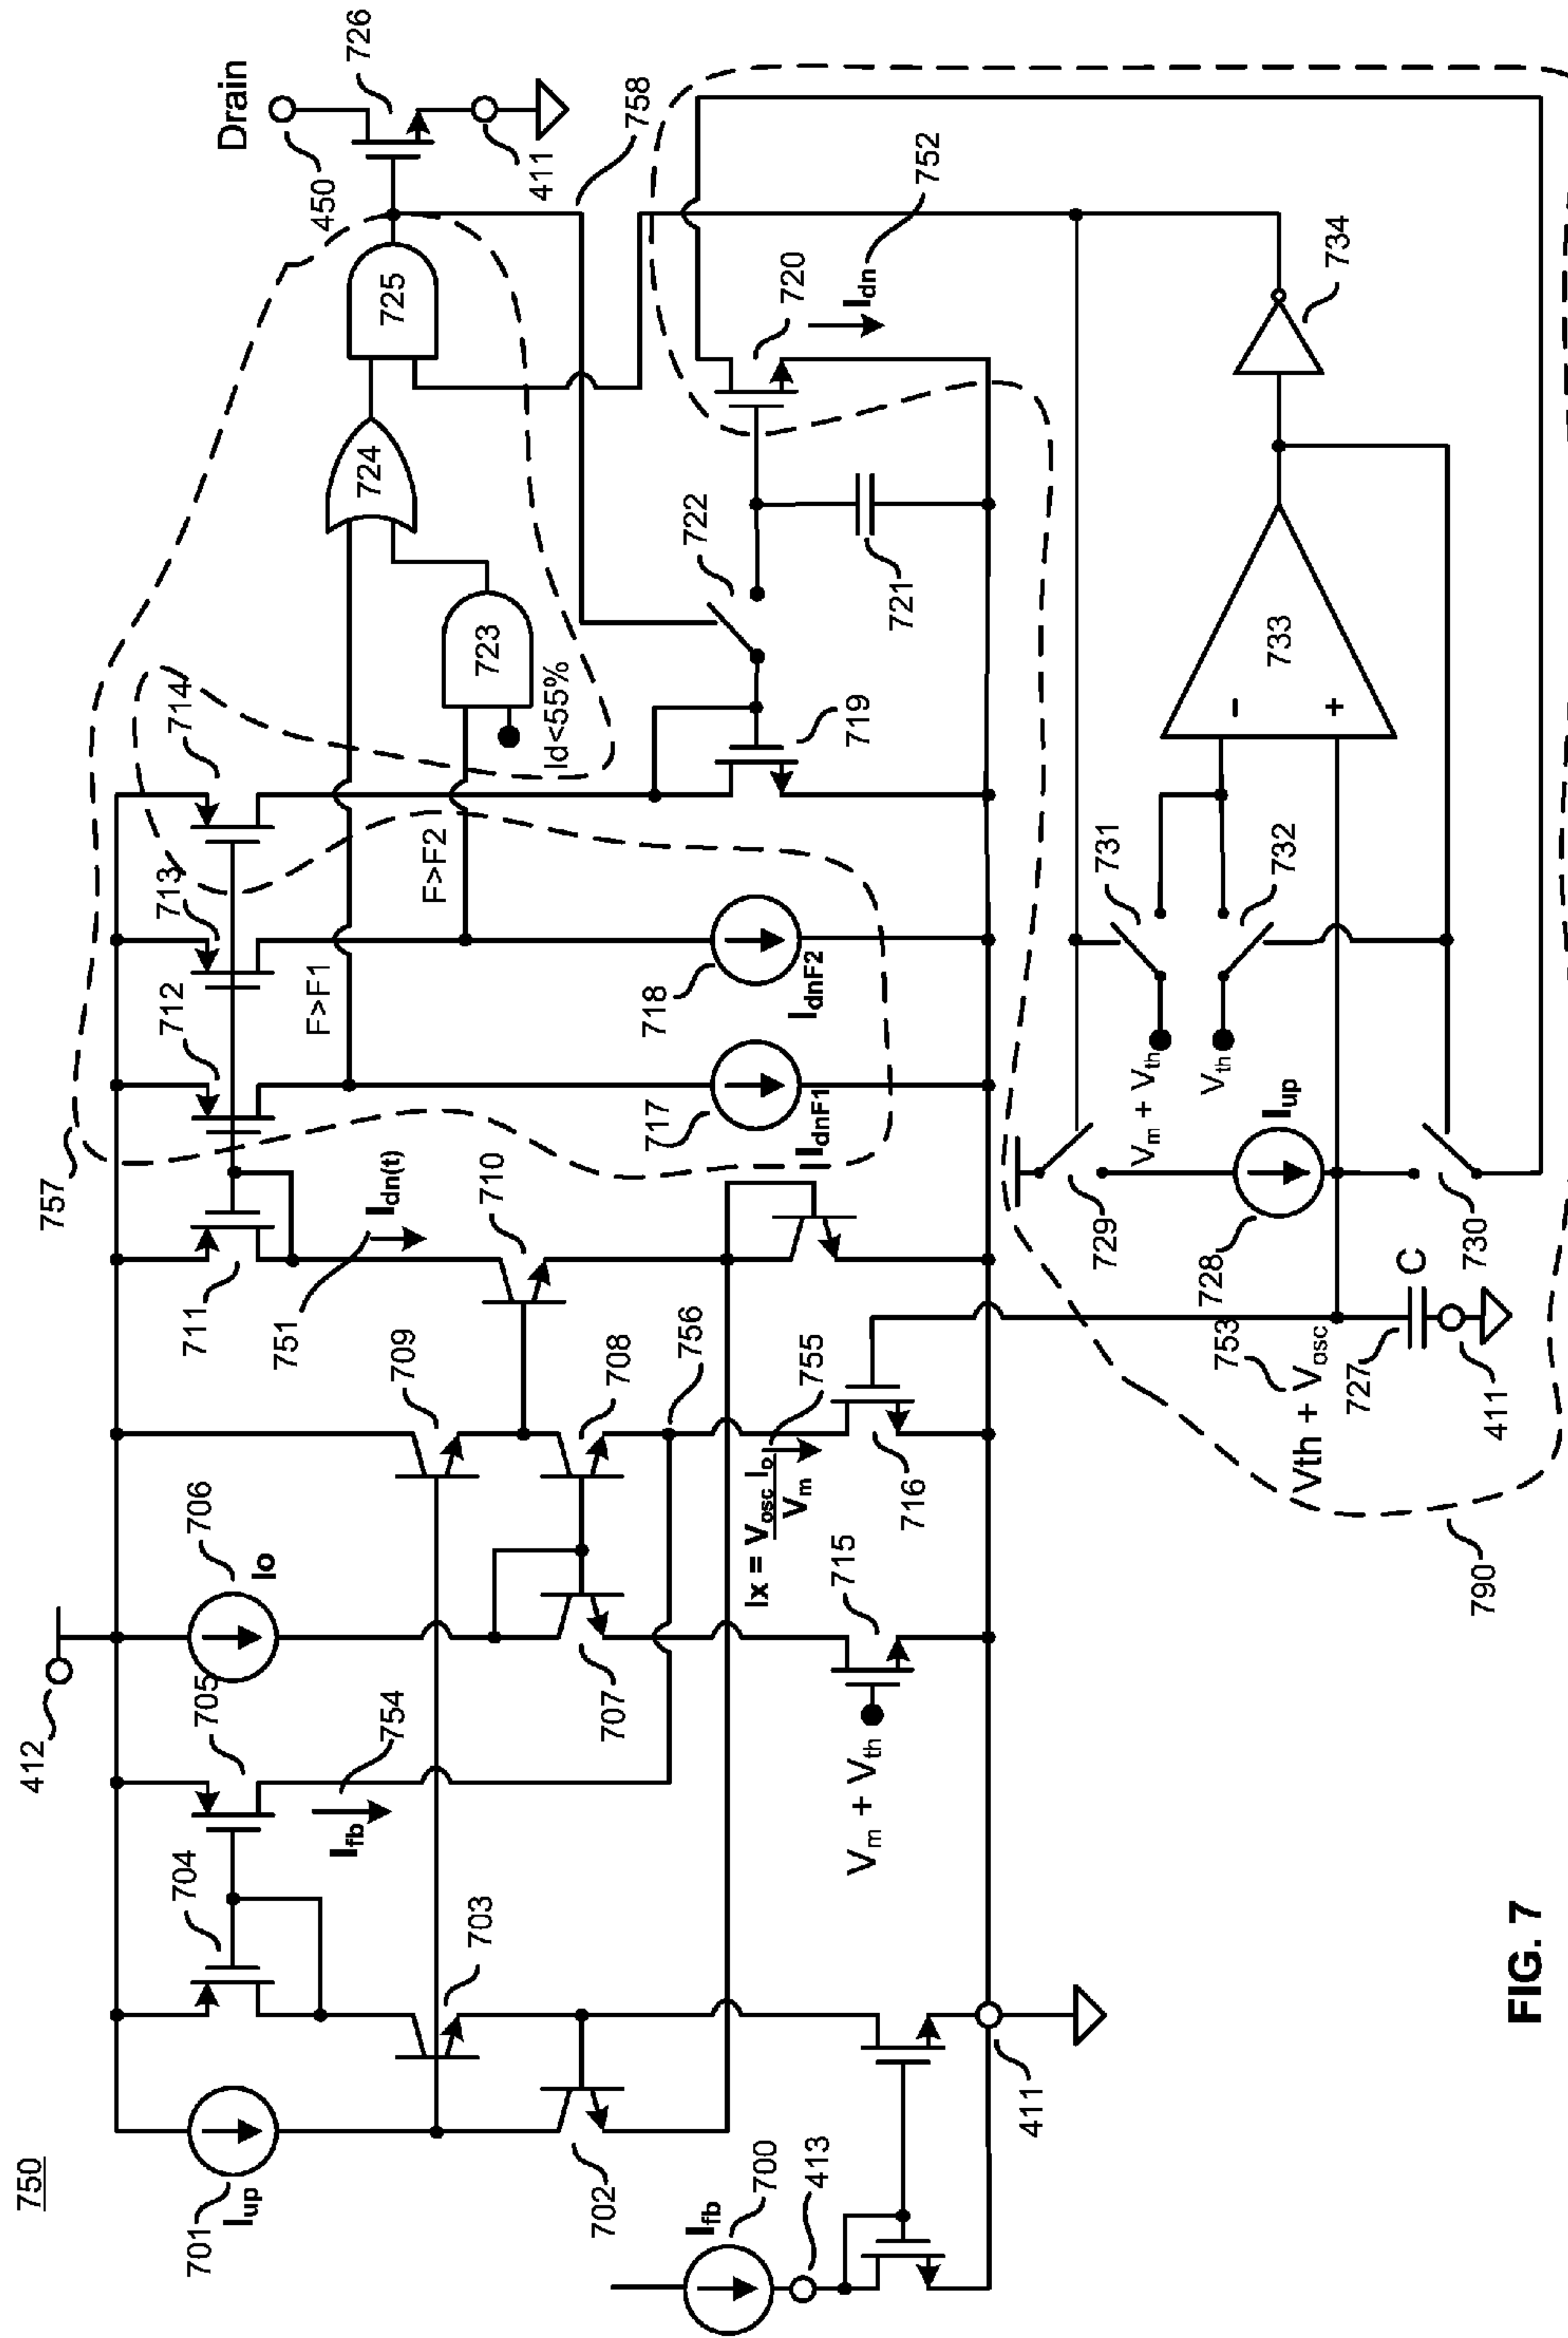 750
412
757
Drain
701
Iup
704
705
706
Io
711
712
713
714
724
725
726
450
411
754
Ifb
751
Idn(t)
F>F1
F>F2
703
709
710
723
Id<55%
758
702
707
708
756
722
Ifb
700
413
Ix = Vosc Io
Vm
755
717
IdnF1
718
IdnF2
719
721
720
Idn
752
Vm + Vth
715
716
411
729
731
732
Vm + Vth
Vth
728
Iup
753
Vth + Vosc
727
C
411
730
733
-
+
734
790
FIG. 7